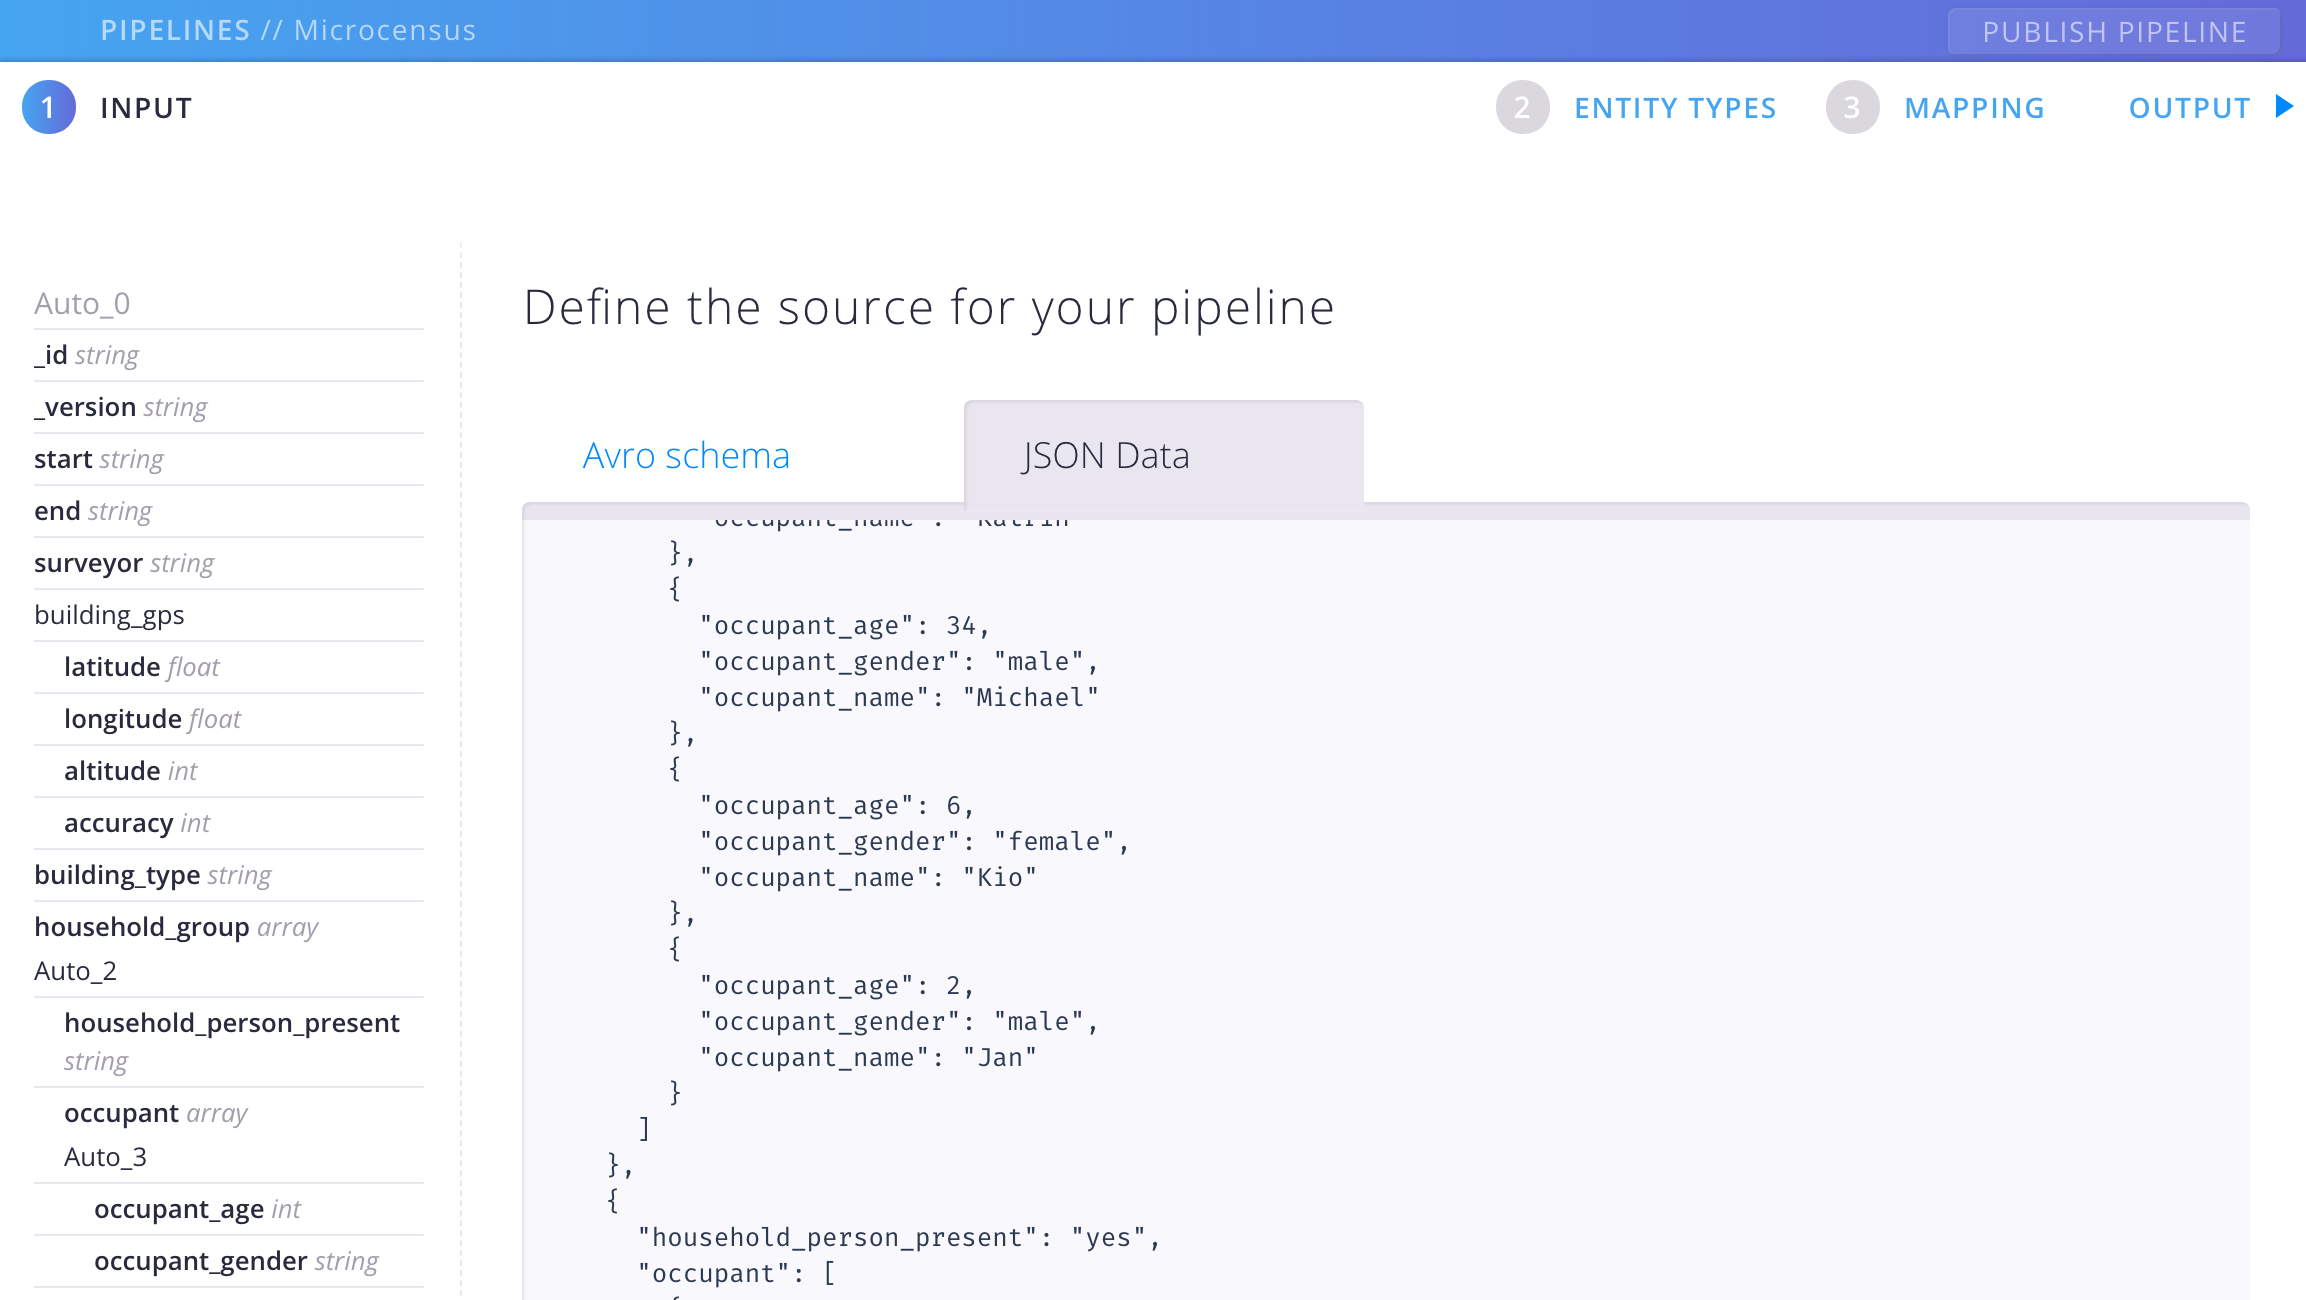 PIPELINES // Microcensus
PUBLISH PIPELINE
1 INPUT
2 ENTITY TYPES
3 MAPPING
OUTPUT
Auto_0
_id string
_version string
start string
end string
surveyor string
building_gps
latitude float
longitude float
altitude int
accuracy int
building_type string
household_group array
Auto_2
household_person_present
string
occupant array
Auto_3
occupant_age int
occupant_gender string
Define the source for your pipeline
Avro schema
JSON Data
"occupant_name": "Katrin"
},
{
"occupant_age": 34,
"occupant_gender": "male",
"occupant_name": "Michael"
},
{
"occupant_age": 6,
"occupant_gender": "female",
"occupant_name": "Kio"
},
{
"occupant_age": 2,
"occupant_gender": "male",
"occupant_name": "Jan"
}
]
},
{
"household_person_present": "yes",
"occupant": [
{